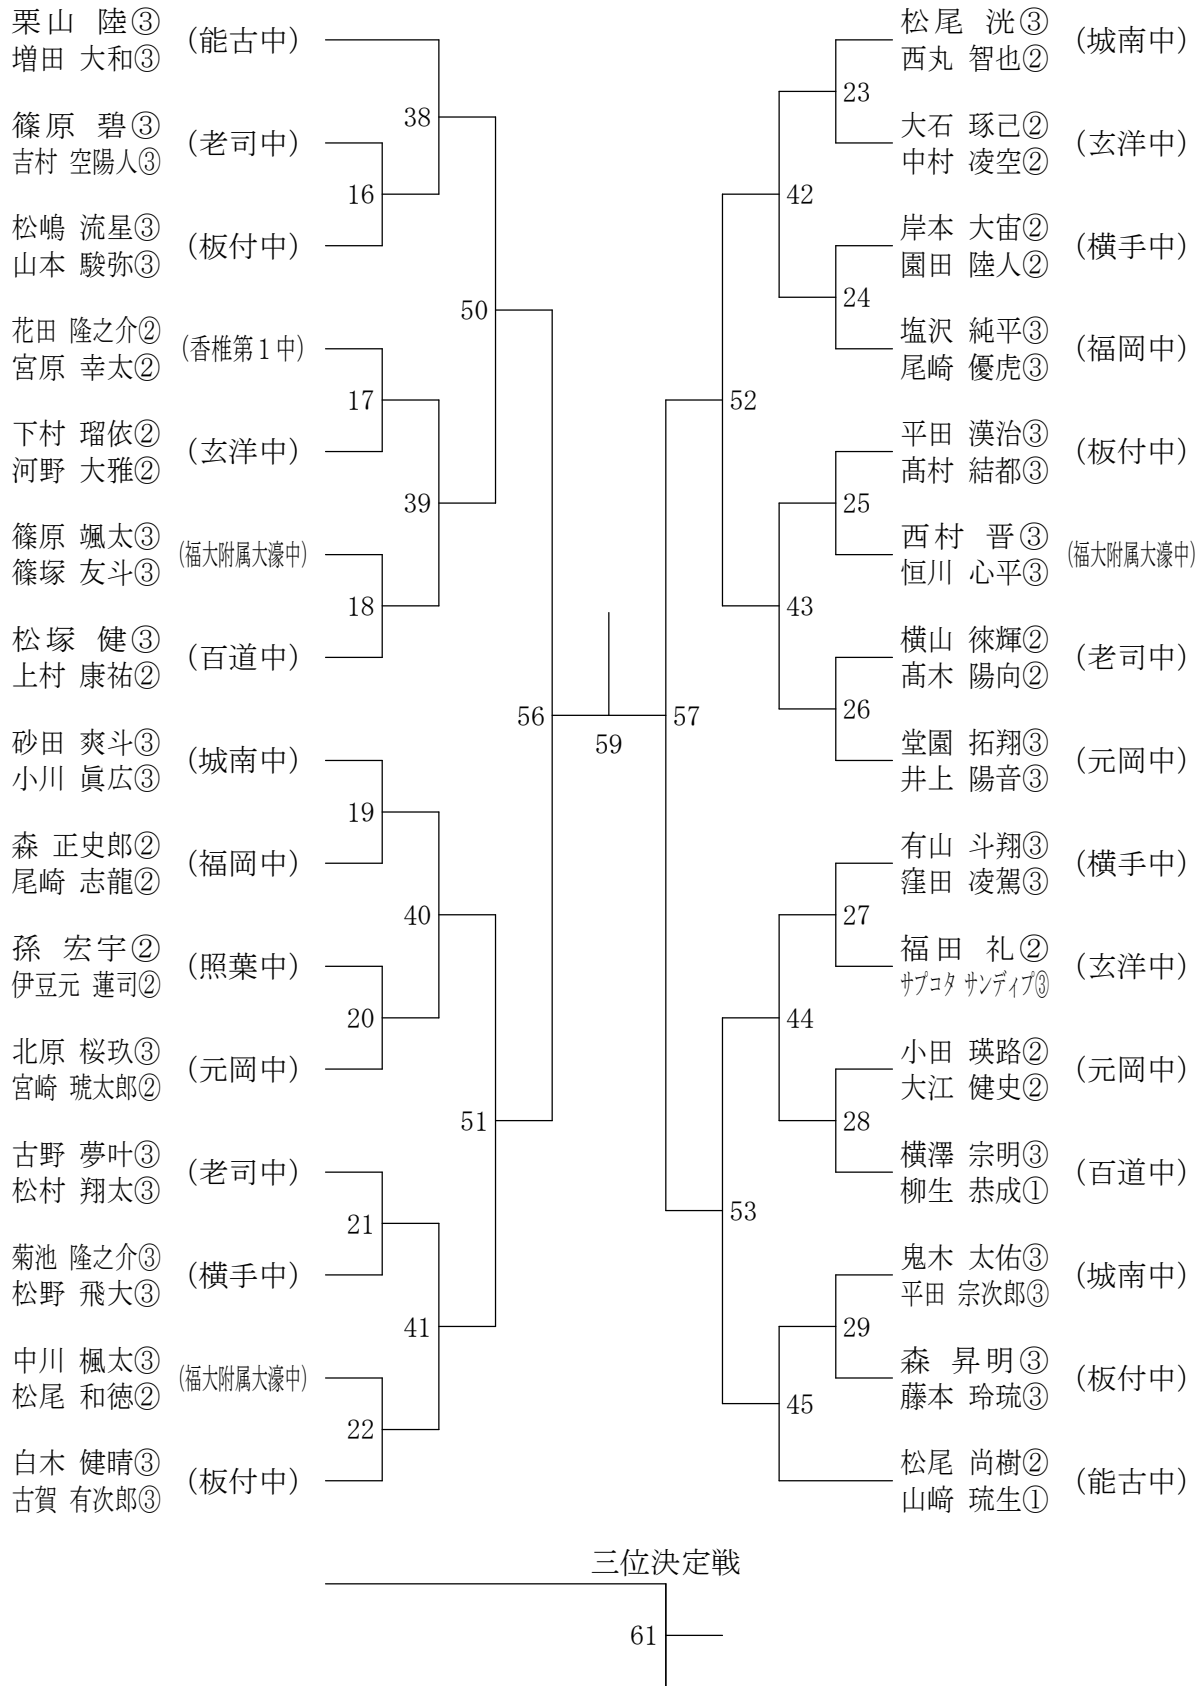 栗山 陸③
増田 大和③
(能古中)
篠原 碧③
吉村 空陽人③
(老司中)
松嶋 流星③
山本 駿弥③
(板付中)
花田 隆之介②
宮原 幸太②
(香椎第1中)
下村 瑠依②
河野 大雅②
(玄洋中)
篠原 颯太③
篠塚 友斗③
(福大附属大濠中)
松塚 健③
上村 康祐②
(百道中)
砂田 爽斗③
小川 眞広③
(城南中)
森 正史郎②
尾崎 志龍②
(福岡中)
孫 宏宇②
伊豆元 蓮司②
(照葉中)
北原 桜玖③
宮崎 琥太郎②
(元岡中)
古野 夢叶③
松村 翔太③
(老司中)
菊池 隆之介③
松野 飛大③
(横手中)
中川 楓太③
松尾 和徳②
(福大附属大濠中)
白木 健晴③
古賀 有次郎③
(板付中)
38
16
50
17
39
18
56
19
40
20
51
21
41
22
59
57
52
42
23
24
43
25
26
53
44
27
28
45
29
松尾 洸③
西丸 智也②
(城南中)
大石 琢己②
中村 凌空②
(玄洋中)
岸本 大宙②
園田 陸人②
(横手中)
塩沢 純平③
尾崎 優虎③
(福岡中)
平田 漢治③
髙村 結都③
(板付中)
西村 晋③
恒川 心平③
(福大附属大濠中)
横山 徠輝②
髙木 陽向②
(老司中)
堂園 拓翔③
井上 陽音③
(元岡中)
有山 斗翔③
窪田 凌駕③
(横手中)
福田 礼②
サプコタ サンディプ③
(玄洋中)
小田 瑛路②
大江 健史②
(元岡中)
横澤 宗明③
柳生 恭成①
(百道中)
鬼木 太佑③
平田 宗次郎③
(城南中)
森 昇明③
藤本 玲琉③
(板付中)
松尾 尚樹②
山﨑 琉生①
(能古中)
三位決定戦
61